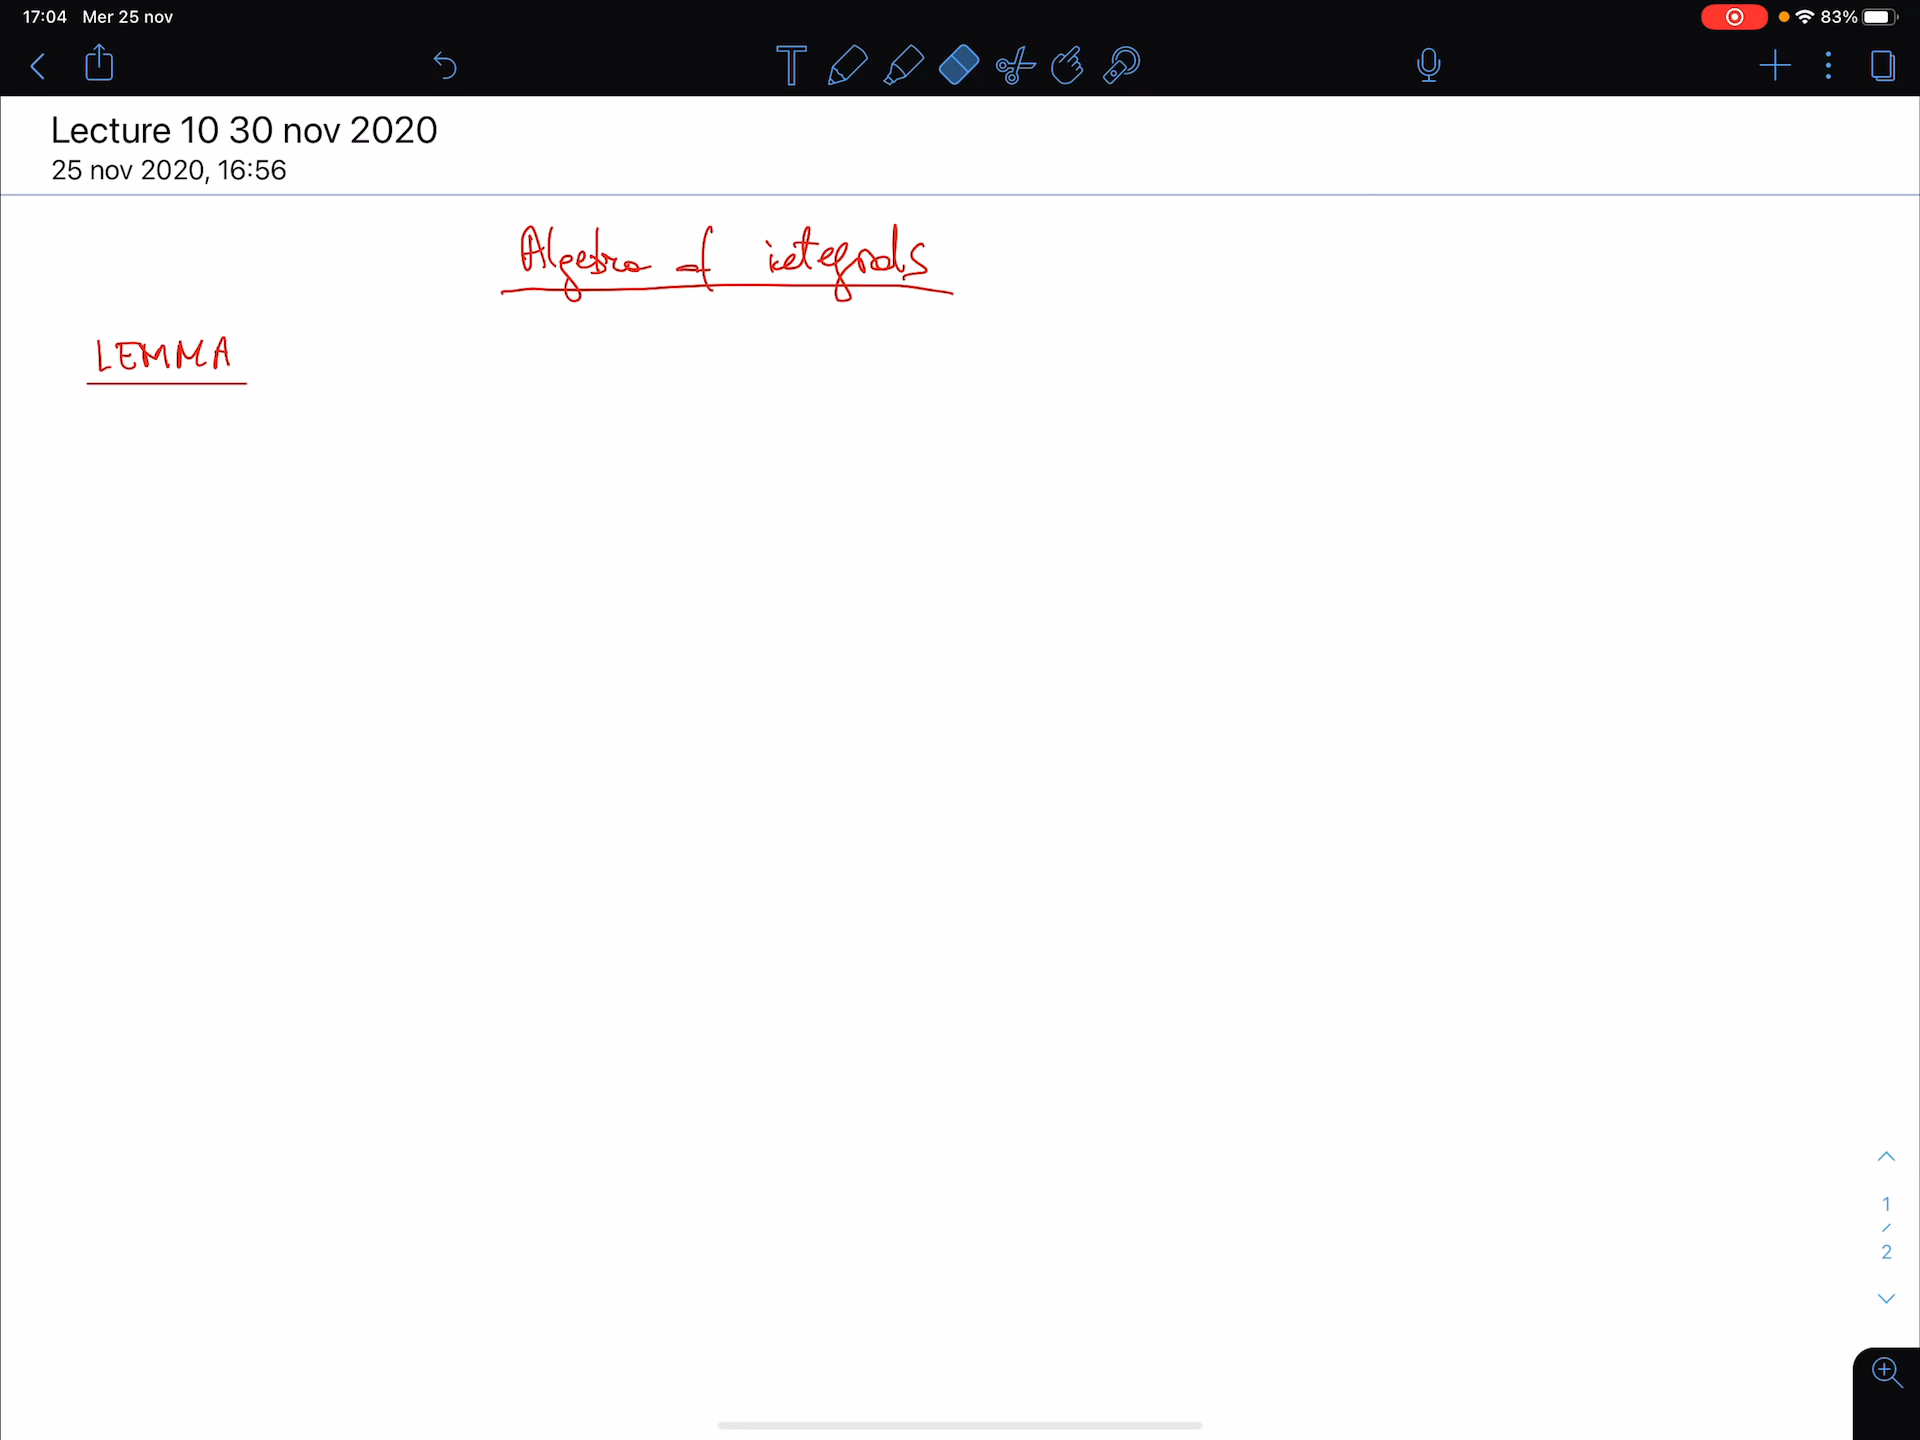 17:04 Mer 25 nov
83%
T
Lecture 10 30 nov 2020
25 nov 2020, 16:56
Algebra of integrals
LEMMA
1
/
2